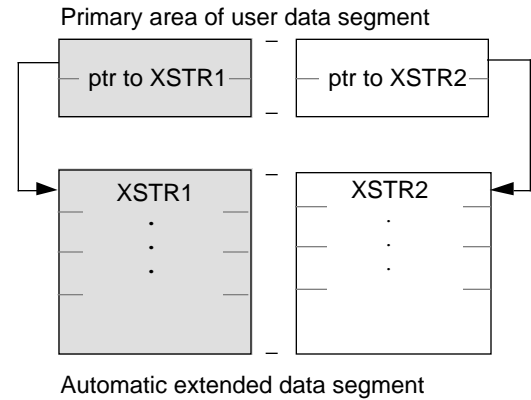 Primary area of user data segment
ptr to XSTR1
ptr to XSTR2
XSTR1
XSTR2
Automatic extended data segment